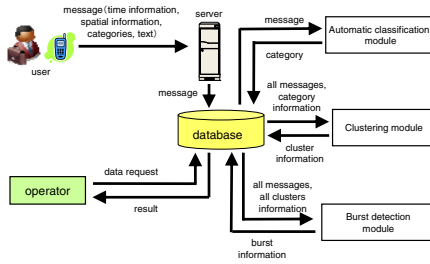 message(time information,
spatial information,
categories, text)
server
user
message
message
category
Automatic classification
module
all messages,
category
information
database
cluster
information
Clustering module
operator
data request
result
all messages,
all clusters
information
burst
information
Burst detection
module